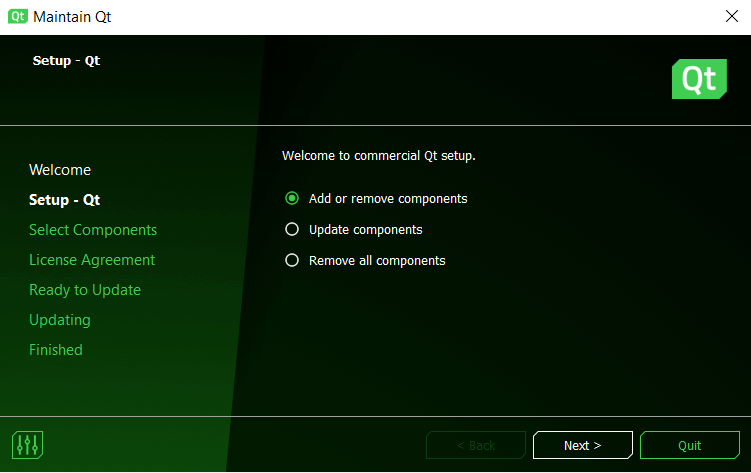 Qt Maintain Qt
Setup - Qt
Qt
Welcome to commercial Qt setup.
Welcome
Setup - Qt
Select Components
License Agreement
Ready to Update
Updating
Finished
Add or remove components
Update components
Remove all components
< Back
Next >
Quit